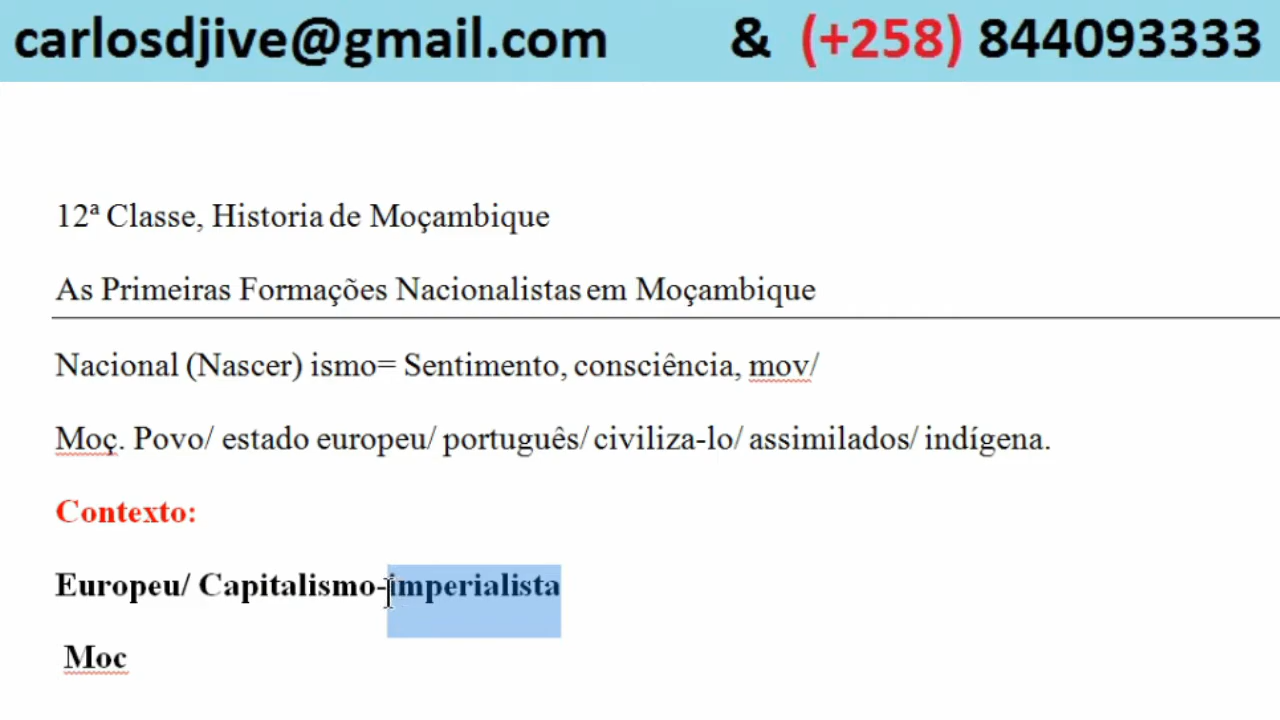 carlosdjive@gmail.com & (+258) 844093333
12ª Classe, Historia de Moçambique
As Primeiras Formações Nacionalistas em Moçambique
Nacional (Nascer) ismo= Sentimento, consciência, mov/
Moç. Povo/ estado europeu/ português/ civiliza-lo/ assimilados/ indígena.
Contexto:
Europeu/ Capitalismo-imperialista
Moc